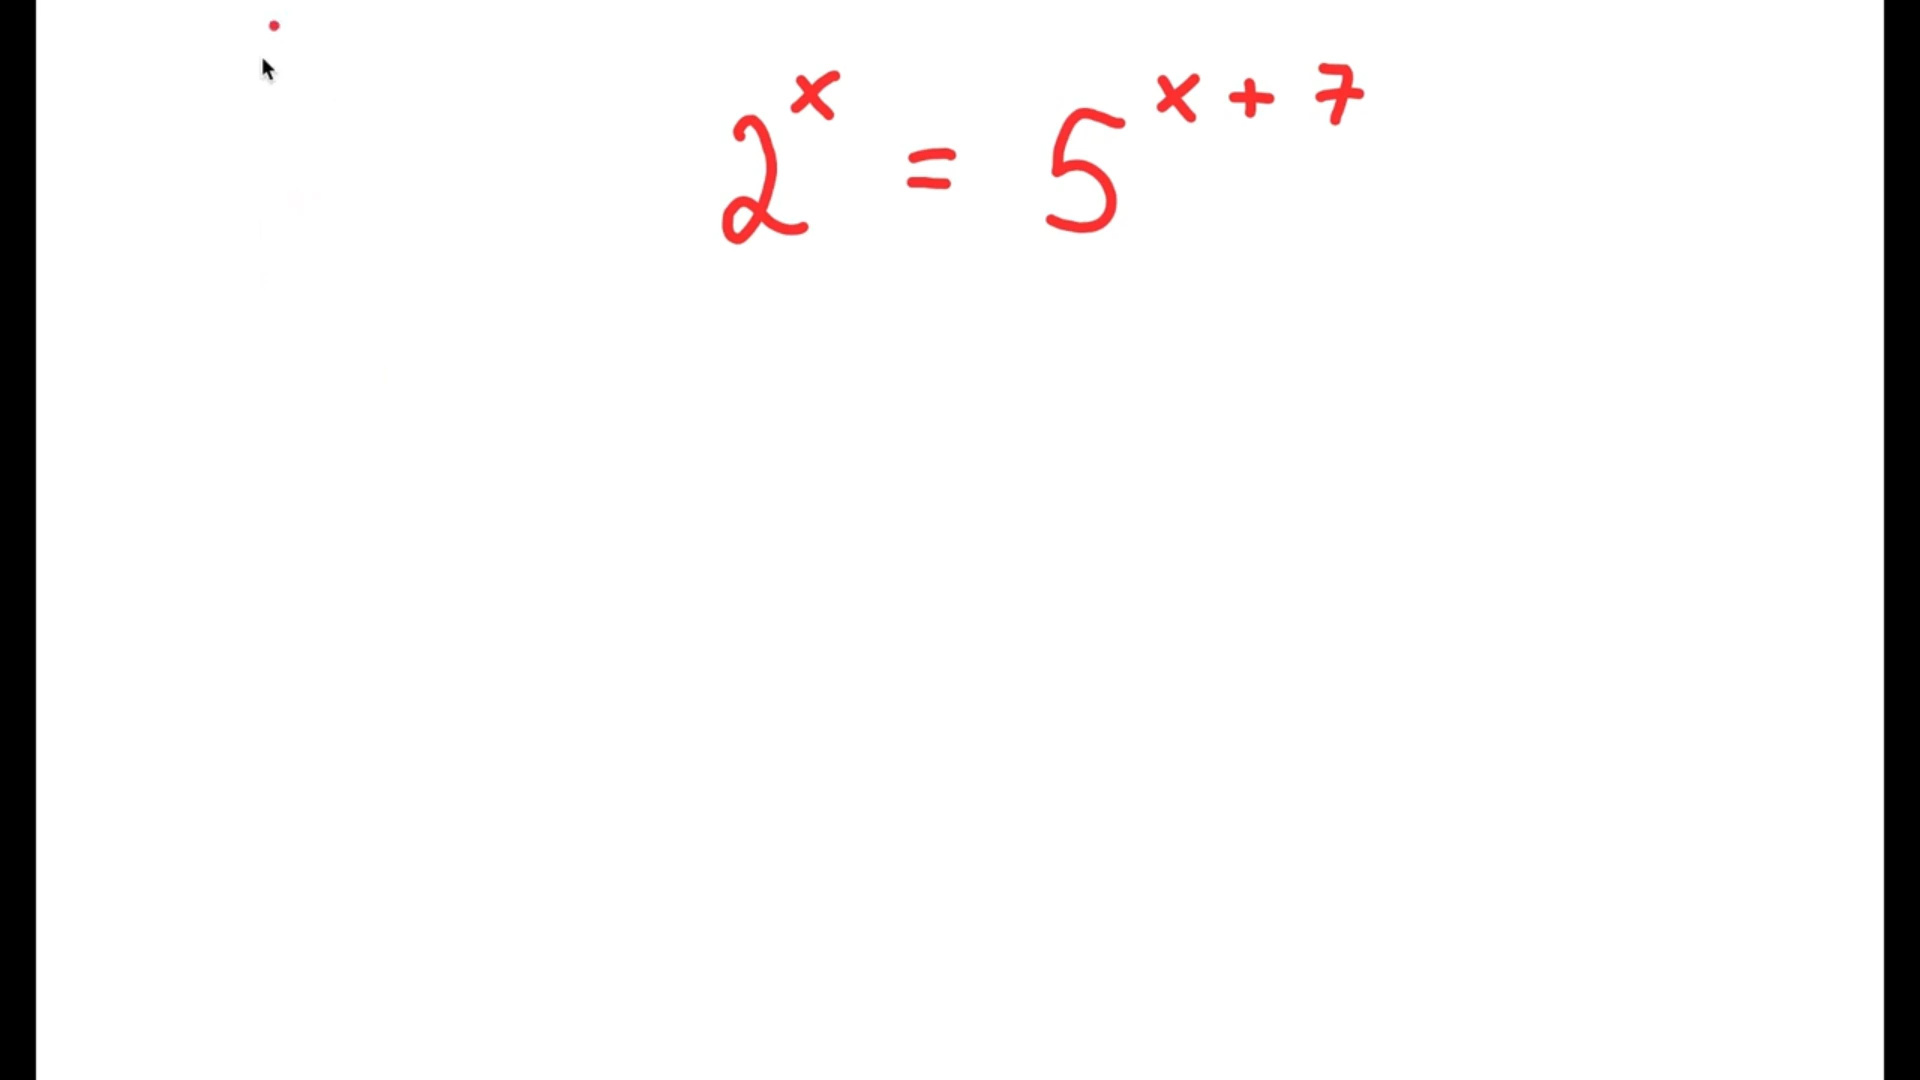 2^x = 5^{x + 7}